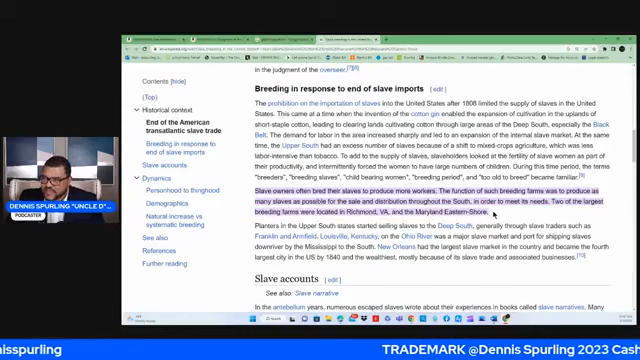 in the judgment of the overseer.[7][8]
Breeding in response to end of slave imports [ edit ]
The prohibition on the importation of slaves into the United States after 1808 limited the supply of slaves in the United
States. This came at a time when the invention of the cotton gin enabled the expansion of cultivation in the uplands of
short-staple cotton, leading to clearing lands cultivating cotton through large areas of the Deep South, especially the Black
Belt. The demand for labor in the area increased sharply and led to an expansion of the internal slave market. At the same
time, the Upper South had an excess number of slaves because of a shift to mixed-crops agriculture, which was less
labor-intensive than tobacco. To add to the supply of slaves, slaveholders looked at the fertility of slave women as part of
their productivity, and intermittently forced the women to have large numbers of children. During this time period, the terms
"breeders", "breeding slaves", "child bearing women", "breeding period", and "too old to breed" became familiar.[9]
Slave owners often bred their slaves to produce more workers. The function of such breeding farms was to produce as
many slaves as possible for the sale and distribution throughout the South, in order to meet its needs. Two of the largest
breeding farms were located in Richmond, VA, and the Maryland Eastern-Shore.
Planters in the Upper South states started selling slaves to the Deep South, generally through slave traders such as
Franklin and Armfield. Louisville, Kentucky, on the Ohio River was a major slave market and port for shipping slaves
downriver by the Mississippi to the South. New Orleans had the largest slave market in the country and became the fourth
largest city in the US by 1840 and the wealthiest, mostly because of its slave trade and associated businesses.[10]
Slave accounts [ edit ]
See also: Slave narrative
In the antebellum years, numerous escaped slaves wrote about their experiences in books called slave narratives. Many
Contents [hide]
(Top)
Historical context
End of the American
transatlantic slave trade
Breeding in response to
end of slave imports
Slave accounts
Dynamics
Personhood to thinghood
Demographics
Natural increase vs
systematic breeding
See also
References
Further reading
DENNIS SPURLING "UNCLE D"...
PODCASTER
nisspurling
TRADEMARK @Dennis Spurling 2023 Cash